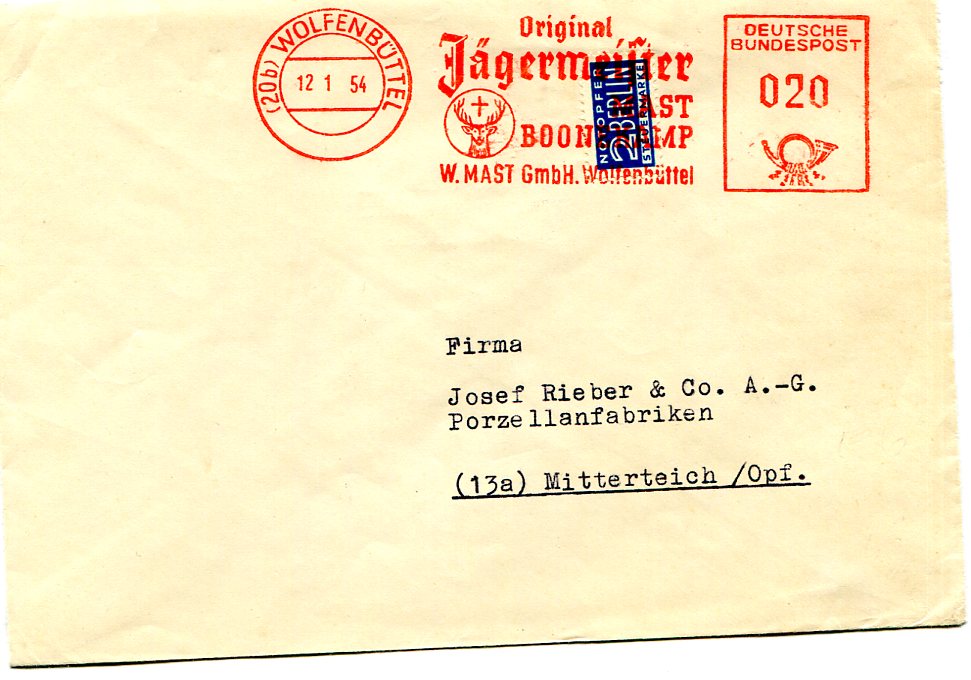 (20b) WOLFENBÜTTEL
12 1 54
Original
Jägermeister
MAST
BOONEKAMP
W. MAST GmbH. Wolfenbüttel
NOTOPFER
2 BERLIN
STEUERMARKE
DEUTSCHE
BUNDESPOST
020
Firma
Josef Rieber & Co. A.-G.
Porzellanfabriken
(13a) Mitterteich /Opf.